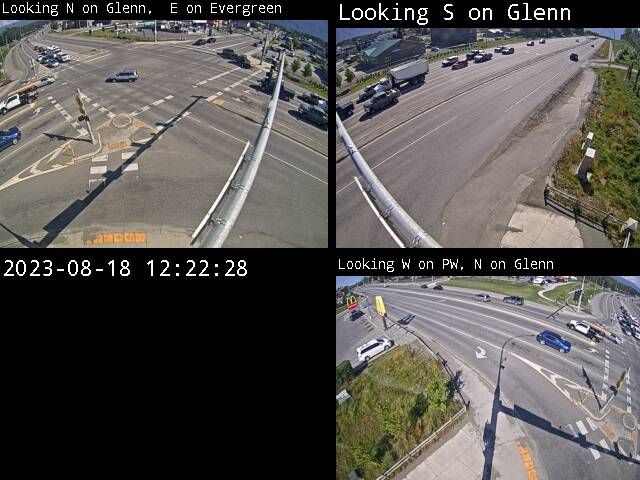 Looking N on Glenn, E on Evergreen
Looking S on Glenn
2023-08-18 12:22:28
Looking W on PW, N on Glenn